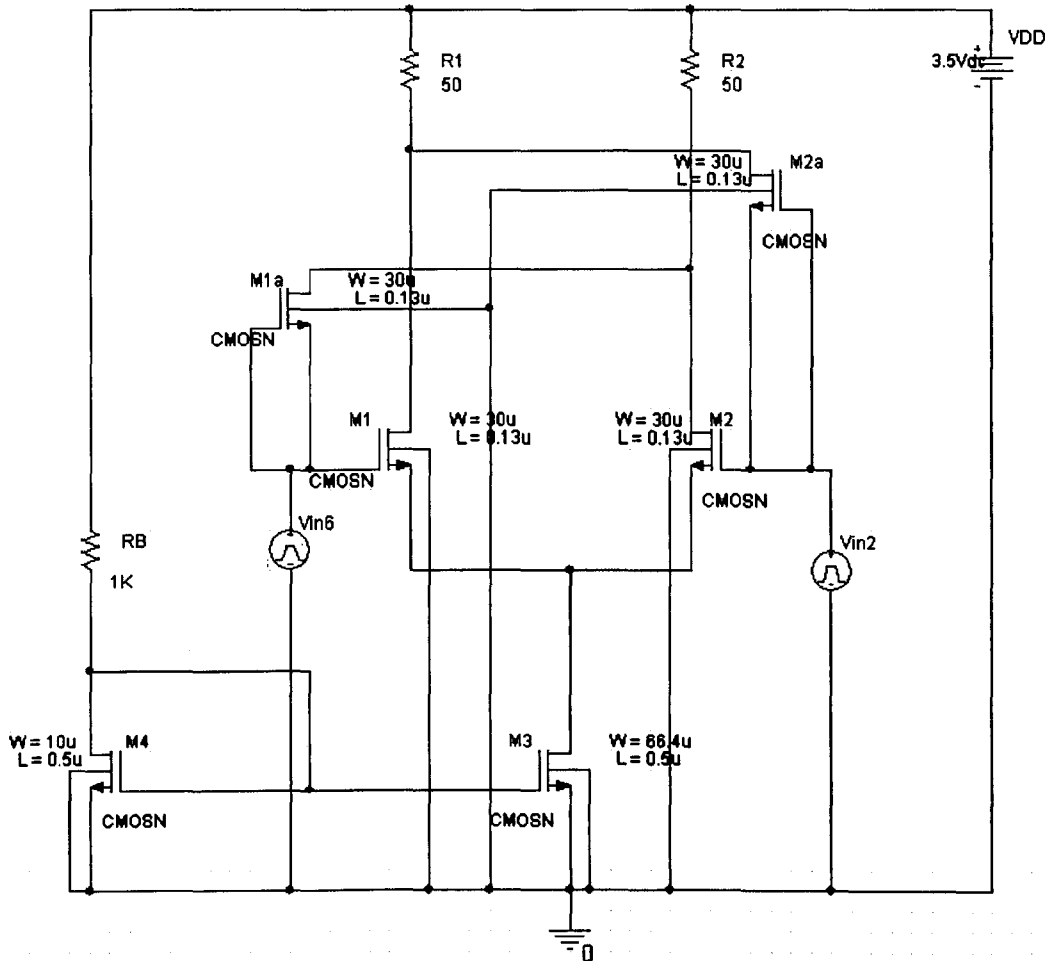 VDD
3.5Vdc
+
-
R1
50
R2
50
W = 30u
L = 0.13u
M2a
CMOSN
M1a
W = 30u
L = 0.13u
CMOSN
M1
W = 30u
L = 0.13u
CMOSN
W = 30u
L = 0.13u
M2
CMOSN
Vin6
Vin2
RB
1K
W = 10u
L = 0.5u
M4
CMOSN
M3
W = 66.4u
L = 0.5u
CMOSN
0